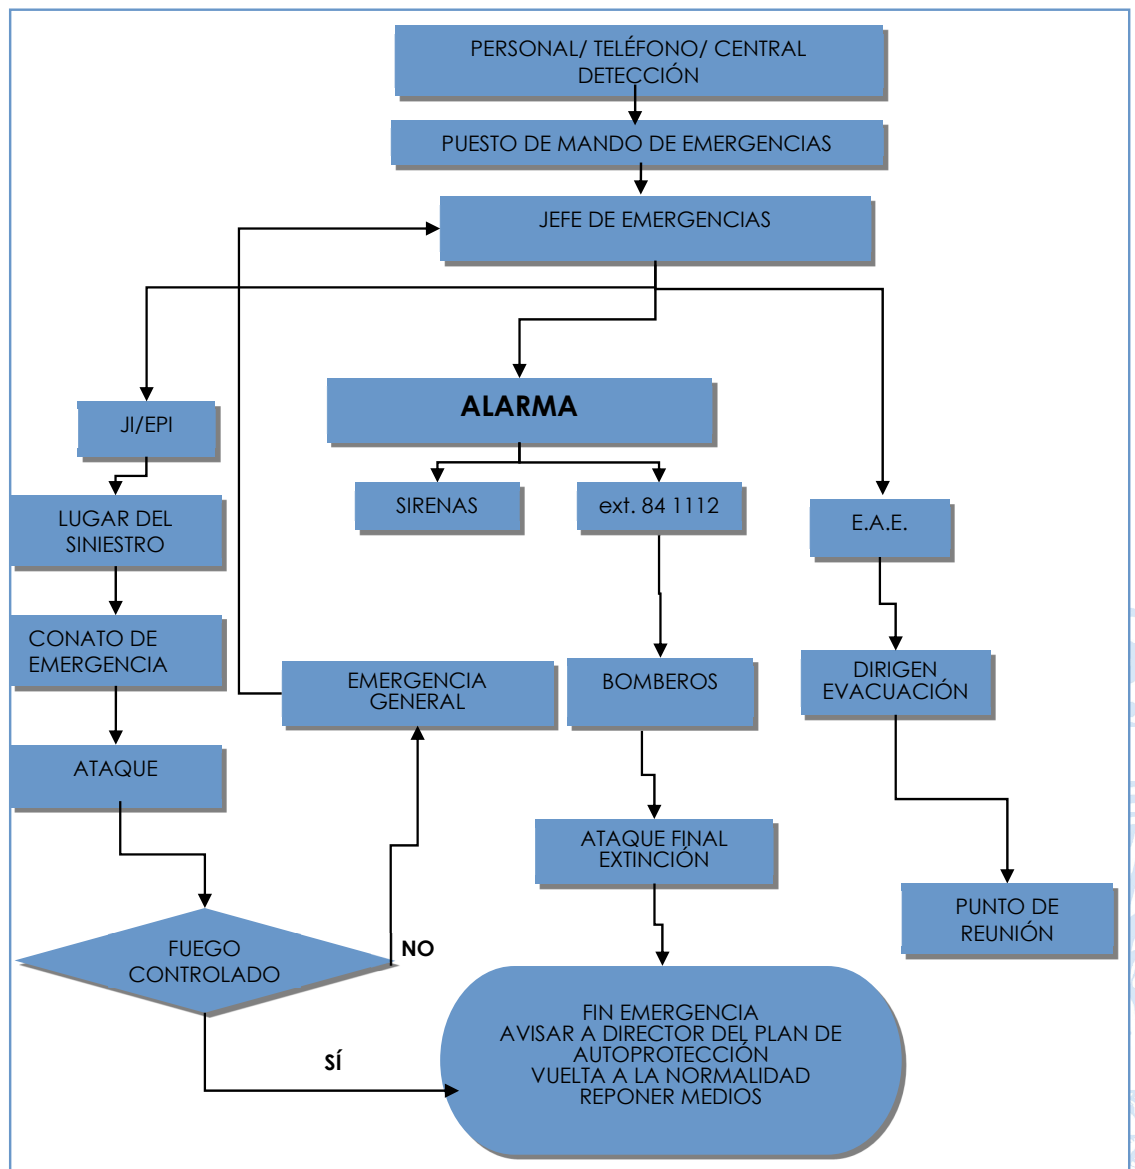 PERSONAL/ TELÉFONO/ CENTRAL
DETECCIÓN
PUESTO DE MANDO DE EMERGENCIAS
JEFE DE EMERGENCIAS
ALARMA
JI/EPI
SIRENAS
ext. 84 1112
E.A.E.
LUGAR DEL
SINIESTRO
CONATO DE
EMERGENCIA
EMERGENCIA
GENERAL
BOMBEROS
DIRIGEN
EVACUACIÓN
ATAQUE
ATAQUE FINAL
EXTINCIÓN
PUNTO DE
REUNIÓN
FUEGO
CONTROLADO
NO
SÍ
FIN EMERGENCIA
AVISAR A DIRECTOR DEL PLAN DE
AUTOPROTECCIÓN
VUELTA A LA NORMALIDAD
REPONER MEDIOS